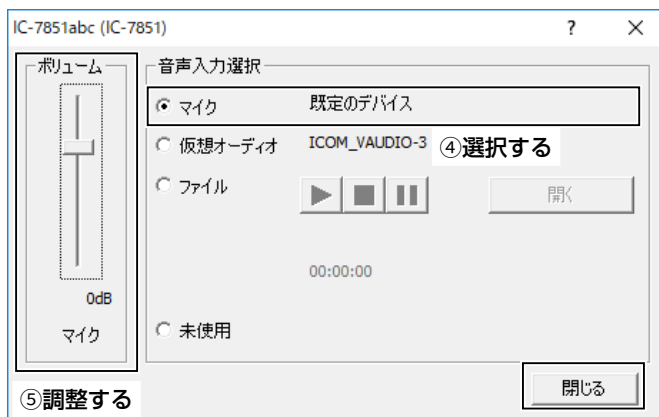 IC-7851abc (IC-7851)
?
ボリューム
0dB
マイク
⑤調整する
音声入力選択
マイク 既定のデバイス
仮想オーディオ ICOM_VAUDIO-3
④選択する
ファイル
開く
00:00:00
未使用
閉じる